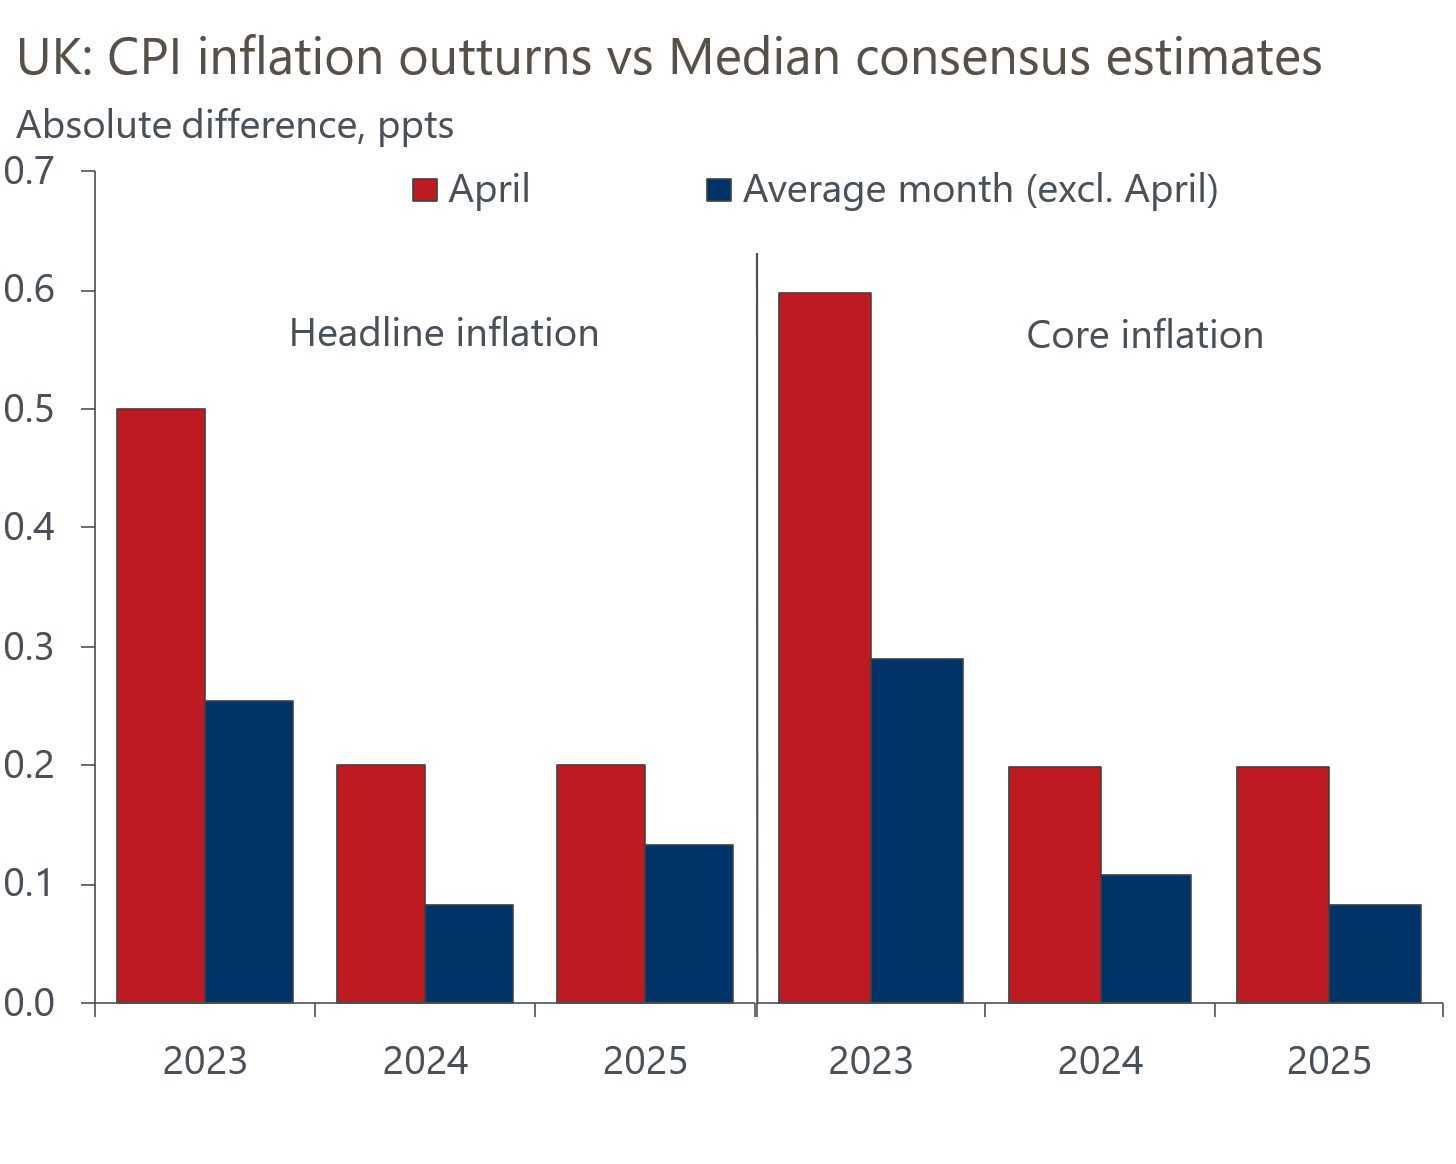 UK: CPI inflation outturns vs Median consensus estimates
Absolute difference, ppts
0.7
April
Average month (excl. April)
0.6
Headline inflation
Core inflation
0.5
0.4
0.3
0.2
0.1
0.0
2023
2024
2025
2023
2024
2025